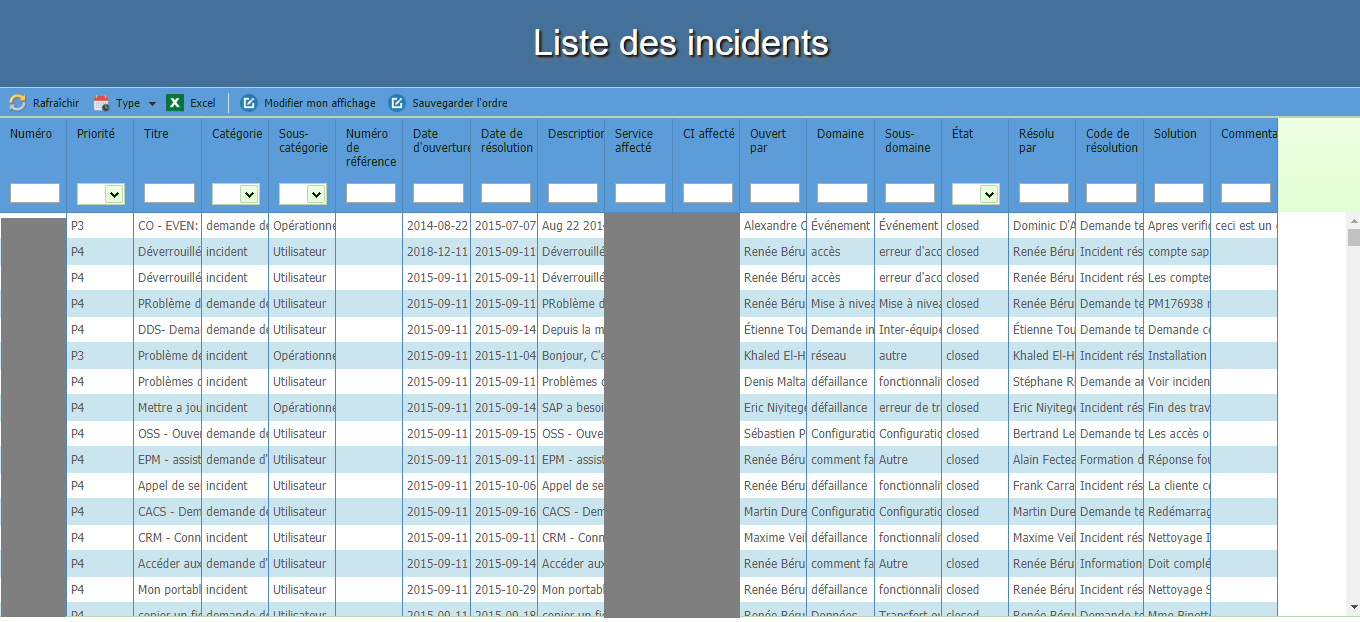 Liste des incidents
Rafraîchir Type Excel Modifier mon affichage Sauvegarder l'ordre
Numéro Priorité Titre Catégorie Sous-catégorie Numéro de référence Date d'ouverture Date de résolution Description Service affecté CI affecté Ouvert par Domaine Sous-domaine État Résolu par Code de résolution Solution Commenta
P3 CO - EVEN: demande de Opérationne 2014-08-22 2015-07-07 Aug 22 201 Alexandre C Événement Événement closed Dominic D'A Demande te Apres verifi ceci est un
P4 Déverrouillé incident Utilisateur 2018-12-11 2015-09-11 Déverrouillé Renée Béru accès erreur d'acc closed Renée Béru Incident rés compte sap
P4 Déverrouillé incident Utilisateur 2015-09-11 2015-09-11 Déverrouillé Renée Béru accès erreur d'acc closed Renée Béru Incident rés Les comptes
P4 PRoblème d demande de Utilisateur 2015-09-11 2015-09-11 PRoblème d Renée Béru Mise à nivea Mise à nivea closed Renée Béru Demande te PM176938 r
P4 DDS- Dema demande de Utilisateur 2015-09-11 2015-09-14 Depuis la m Étienne Tou Demande in Inter-équipe closed Étienne Tou Demande te Demande co
P3 Problème de incident Opérationne 2015-09-11 2015-11-04 Bonjour, C'e Khaled El-H réseau autre closed Khaled El-H Incident rés Installation
P4 Problèmes d incident Utilisateur 2015-09-11 2015-09-11 Problèmes d Denis Malta défaillance fonctionnali closed Stéphane R Demande an Voir inciden
P4 Mettre a jou incident Opérationne 2015-09-11 2015-09-14 SAP a besoi Eric Niyitege défaillance erreur de tr closed Eric Niyitege Incident rés Fin des trav
P4 OSS - Ouver demande de Utilisateur 2015-09-11 2015-09-15 OSS - Ouve Sébastien P Configuratio Configuratio closed Bertrand Le Demande te Les accès o
P4 EPM - assist demande d' Utilisateur 2015-09-11 2015-09-11 EPM - assist Renée Béru comment fa Autre closed Alain Fectea Formation d Réponse fou
P4 Appel de se incident Utilisateur 2015-09-11 2015-10-06 Appel de se Renée Béru défaillance fonctionnali closed Frank Carra Incident rés La cliente c
P4 CACS - Dem demande de Utilisateur 2015-09-11 2015-09-16 CACS - Dem Martin Dure Configuratio Configuratio closed Martin Dure Demande te Redémarrag
P4 CRM - Conn incident Utilisateur 2015-09-11 2015-09-11 CRM - Conn Maxime Veil défaillance fonctionnali closed Maxime Veil Incident rés Nettoyage I
P4 Accéder aux demande d' Utilisateur 2015-09-11 2015-09-14 Accéder aux Renée Béru comment fa Autre closed Renée Béru Information Doit complé
P4 Mon portabl incident Utilisateur 2015-09-11 2015-10-29 Mon portabl Renée Béru défaillance fonctionnali closed Renée Béru Incident rés Nettoyage S
P4 copier un fic demande de Utilisateur 2015-09-11 2015-09-18 copier un fic Renée Béru Données Transfert ou closed Renée Béru Demande te Mme Binett